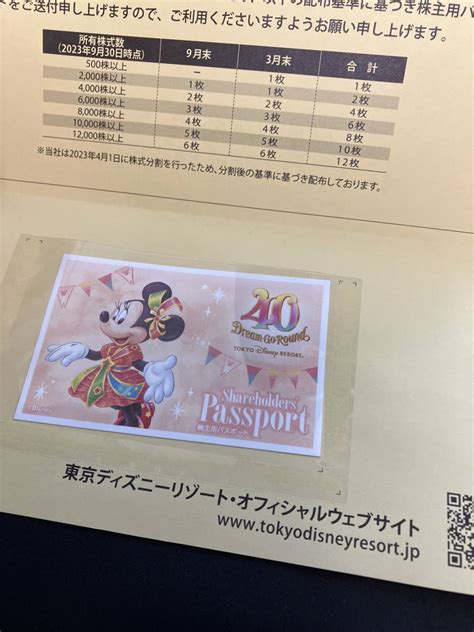 の配布基準に基づき株主用パ
をご送付申し上げますので、ご利用くださいますようお願い申し上げます。
所有株式数 (2023年9月30日時点) 9月末 3月末 合計
500株以上 － 1枚 1枚
2,000株以上 1枚 1枚 2枚
4,000株以上 2枚 2枚 4枚
6,000株以上 3枚 3枚 6枚
8,000株以上 4枚 4枚 8枚
10,000株以上 5枚 5枚 10枚
12,000株以上 6枚 6枚 12枚
※当社は2023年4月1日に株式分割を行ったため、分割後の基準に基づき配布しております。
40
Dream-Go-Round
TOKYO Disney RESORT
Shareholders'
Passport
株主用パスポート
©Disney
東京ディズニーリゾート・オフィシャルウェブサイト
www.tokyodisneyresort.jp